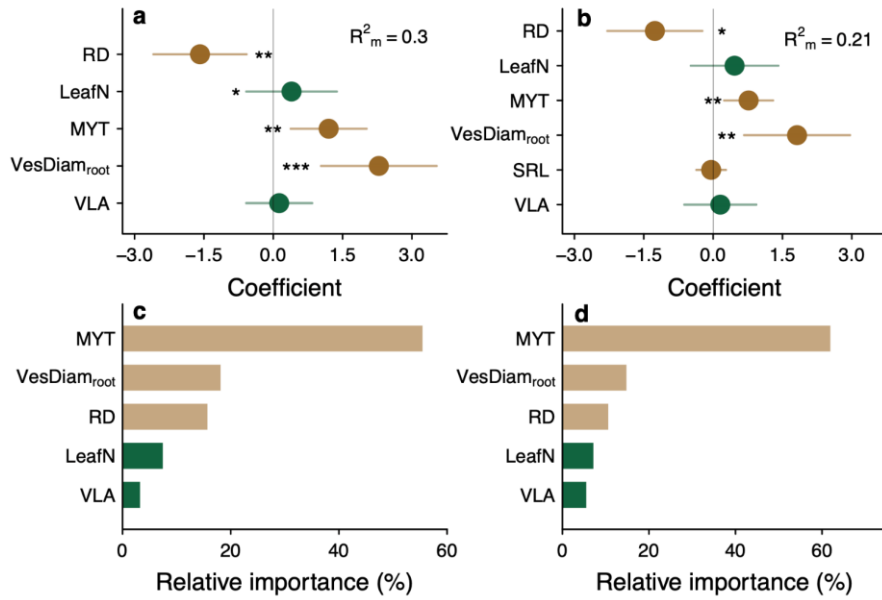 a
R²m = 0.3
RD
**
LeafN
*
MYT
**
VesDiamroot
***
VLA
−3.0 −1.5 0.0 1.5 3.0
Coefficient
b
R²m = 0.21
RD
*
LeafN
MYT
**
VesDiamroot
**
SRL
VLA
−3.0 −1.5 0.0 1.5 3.0
Coefficient
c
MYT
VesDiamroot
RD
LeafN
VLA
0 20 40 60
Relative importance (%)
d
MYT
VesDiamroot
RD
LeafN
VLA
0 20 40 60
Relative importance (%)